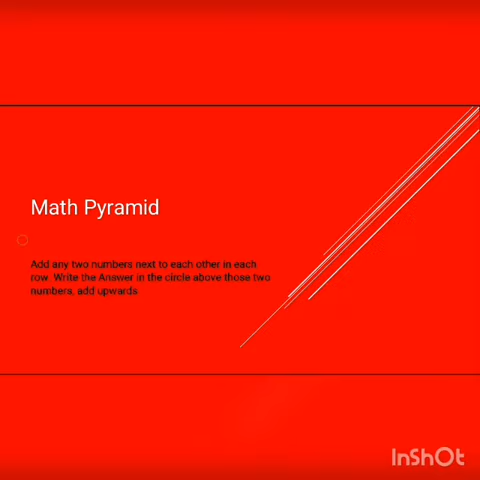 Math Pyramid
Add any two numbers next to each other in each
row. Write the Answer in the circle above those two
numbers, add upwards
InShOt